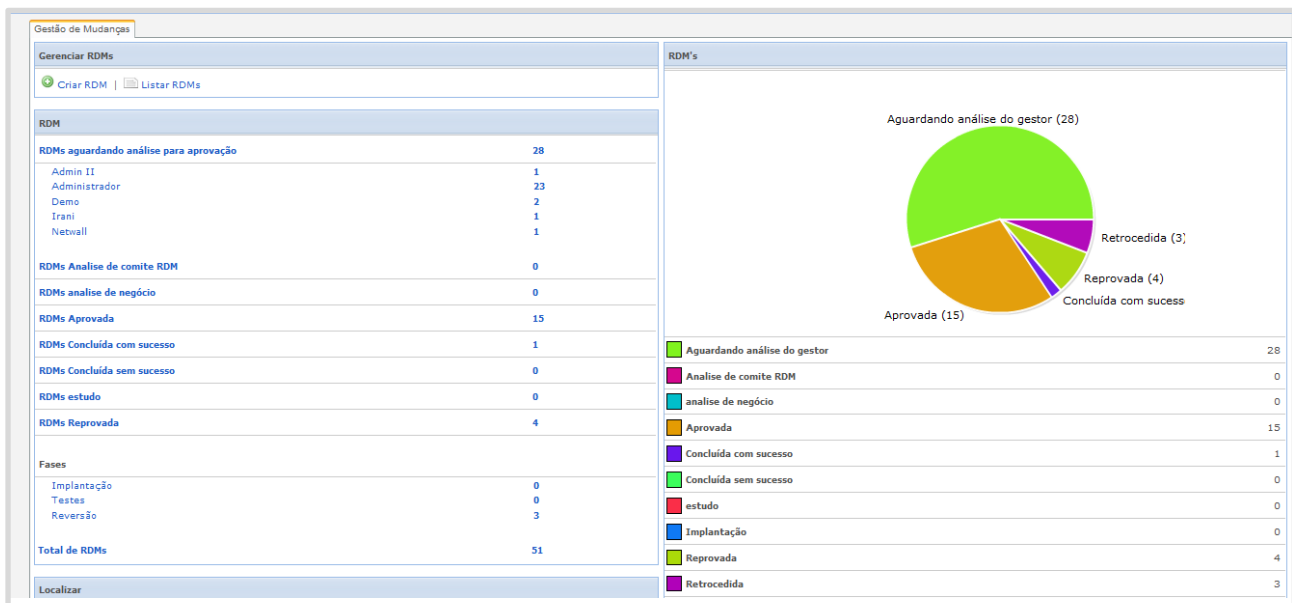 Gestão de Mudanças
Gerenciar RDMs
Criar RDM | Listar RDMs
RDM
RDMs aguardando análise para aprovação 28
Admin II 1
Administrador 23
Demo 2
Irani 1
Netwall 1
RDMs Analise de comite RDM 0
RDMs analise de negócio 0
RDMs Aprovada 15
RDMs Concluída com sucesso 1
RDMs Concluída sem sucesso 0
RDMs estudo 0
RDMs Reprovada 4
Fases
Implantação 0
Testes 0
Reversão 3
Total de RDMs 51
Localizar
RDM's
Aguardando análise do gestor (28)
Retrocedida (3)
Reprovada (4)
Concluída com sucess
Aprovada (15)
Aguardando análise do gestor 28
Analise de comite RDM 0
analise de negócio 0
Aprovada 15
Concluída com sucesso 1
Concluída sem sucesso 0
estudo 0
Implantação 0
Reprovada 4
Retrocedida 3